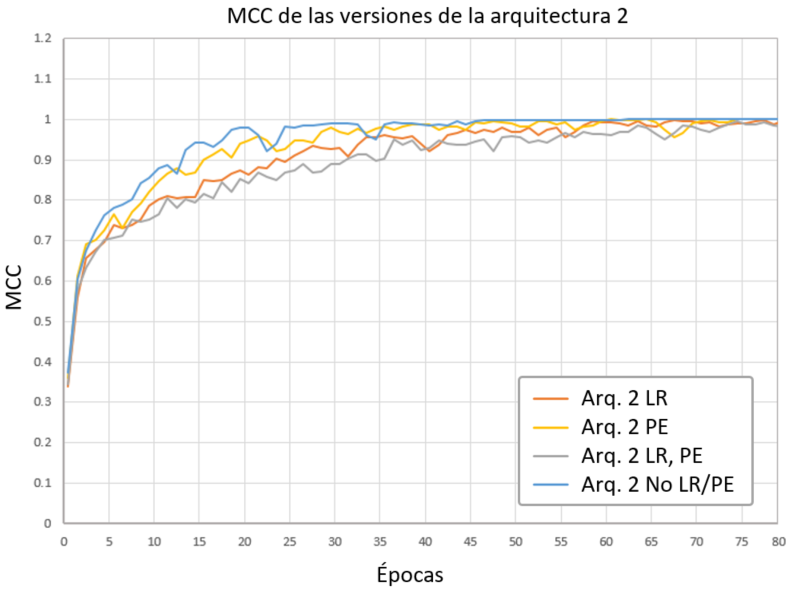 MCC de las versiones de la arquitectura 2
1.2
1.1
1
0.9
0.8
0.7
0.6
0.5
0.4
0.3
0.2
0.1
0
MCC
Arq. 2 LR
Arq. 2 PE
Arq. 2 LR, PE
Arq. 2 No LR/PE
0 5 10 15 20 25 30 35 40 45 50 55 60 65 70 75 80
Épocas